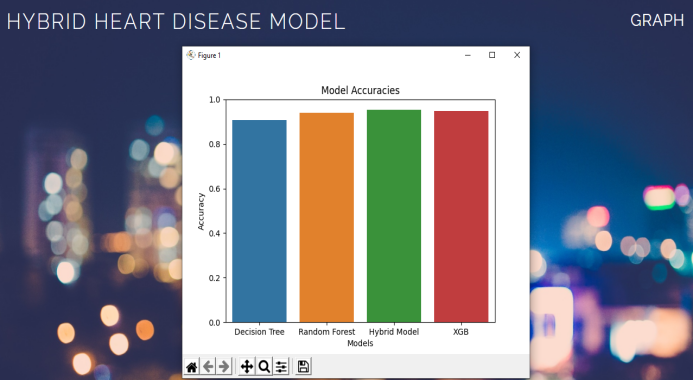 HYBRID HEART DISEASE MODEL
GRAPH
Figure 1
Model Accuracies
1.0
0.8
0.6
0.4
0.2
0.0
Accuracy
Decision Tree Random Forest Hybrid Model XGB
Models